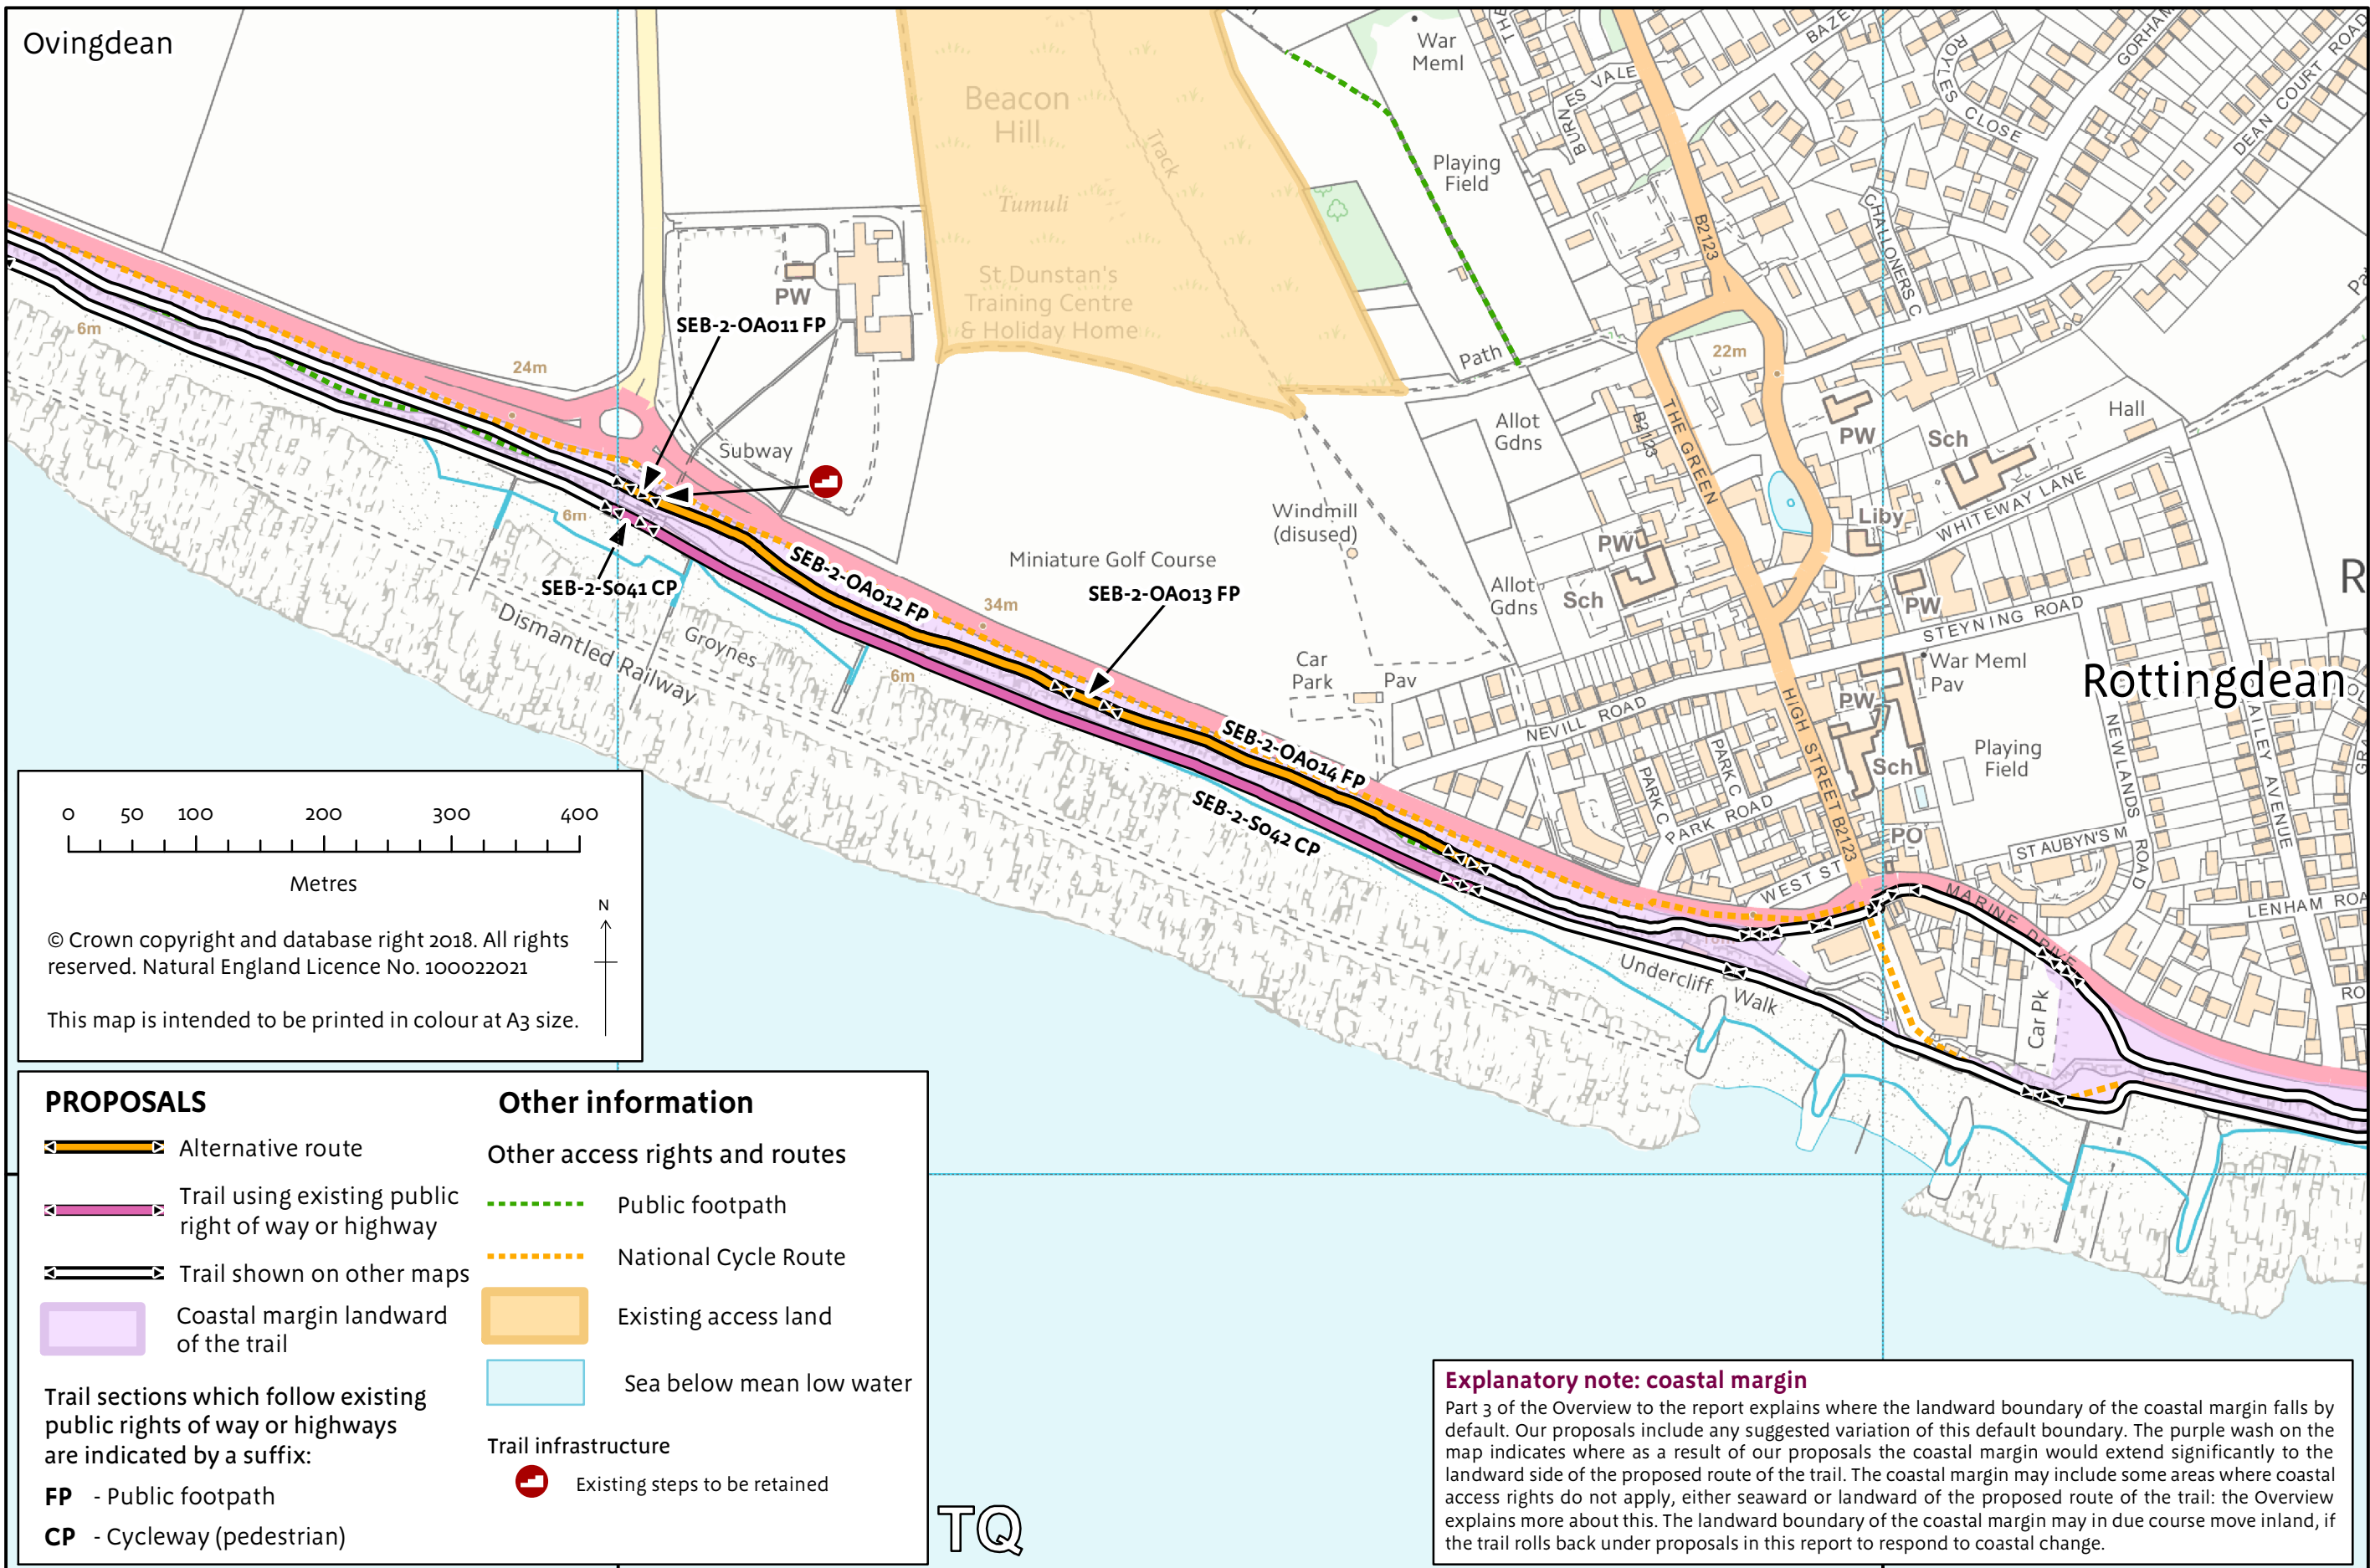 Ovingdean
Beacon
Hill
Tumuli
Track
St Dunstan's
Training Centre
& Holiday Home
War
Meml
Playing
Field
BURN
ES VALE
BAZE
ROYLES CLOSE
GORHAM
DEAN COURT ROAD
CHALLONERS C
B2123
PW
SEB-2-OA011 FP
6m
24m
Path
22m
Subway
Allot
Gdns
B2123
THE GREEN
PW
Sch
Hall
6m
Windmill
(disused)
Miniature Golf Course
Liby
WHITEWAY LANE
PW
SEB-2-S041 CP
SEB-2-OA012 FP
SEB-2-OA013 FP
34m
Allot
Gdns
Sch
PW
STEYNING ROAD
Dismantled Railway
Groynes
6m
Car
Park
Pav
War Meml
Pav
Rottingdean
R
NEVILL ROAD
HIGH STREET B2123
PW
Sch
Playing
Field
NEWLANDS ROAD
AILEY AVENUE
SEB-2-OA014 FP
SEB-2-S042 CP
PARK C
PARK C
PARK ROAD
PO
ST AUBYN'S M
WEST ST
MARINE DRIVE
LENHAM ROA
RO
Undercliff Walk
Car Pk
0 50 100 200 300 400
Metres
N
© Crown copyright and database right 2018. All rights
reserved. Natural England Licence No. 100022021
This map is intended to be printed in colour at A3 size.
PROPOSALS
Alternative route
Trail using existing public
right of way or highway
Trail shown on other maps
Coastal margin landward
of the trail
Trail sections which follow existing
public rights of way or highways
are indicated by a suffix:
FP - Public footpath
CP - Cycleway (pedestrian)
Other information
Other access rights and routes
Public footpath
National Cycle Route
Existing access land
Sea below mean low water
Trail infrastructure
Existing steps to be retained
TQ
Explanatory note: coastal margin
Part 3 of the Overview to the report explains where the landward boundary of the coastal margin falls by
default. Our proposals include any suggested variation of this default boundary. The purple wash on the
map indicates where as a result of our proposals the coastal margin would extend significantly to the
landward side of the proposed route of the trail. The coastal margin may include some areas where coastal
access rights do not apply, either seaward or landward of the proposed route of the trail: the Overview
explains more about this. The landward boundary of the coastal margin may in due course move inland, if
the trail rolls back under proposals in this report to respond to coastal change.